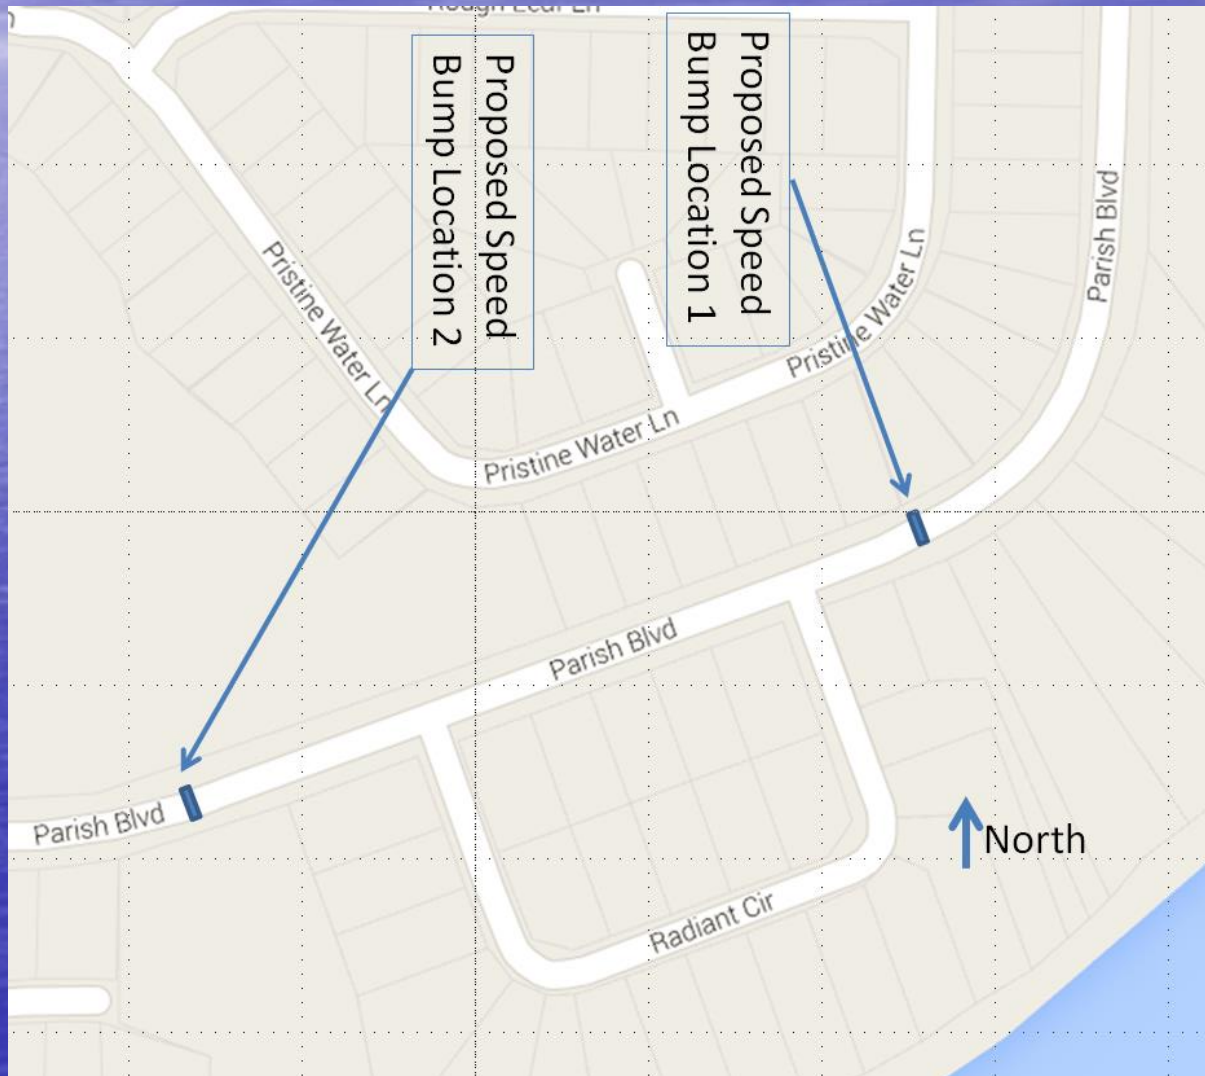 Proposed Speed
Bump Location 2
Proposed Speed
Bump Location 1
Parish Blvd
Pristine Water Ln
Pristine Water Ln
Pristine Water Ln
Parish Blvd
Parish Blvd
North
Radiant Cir